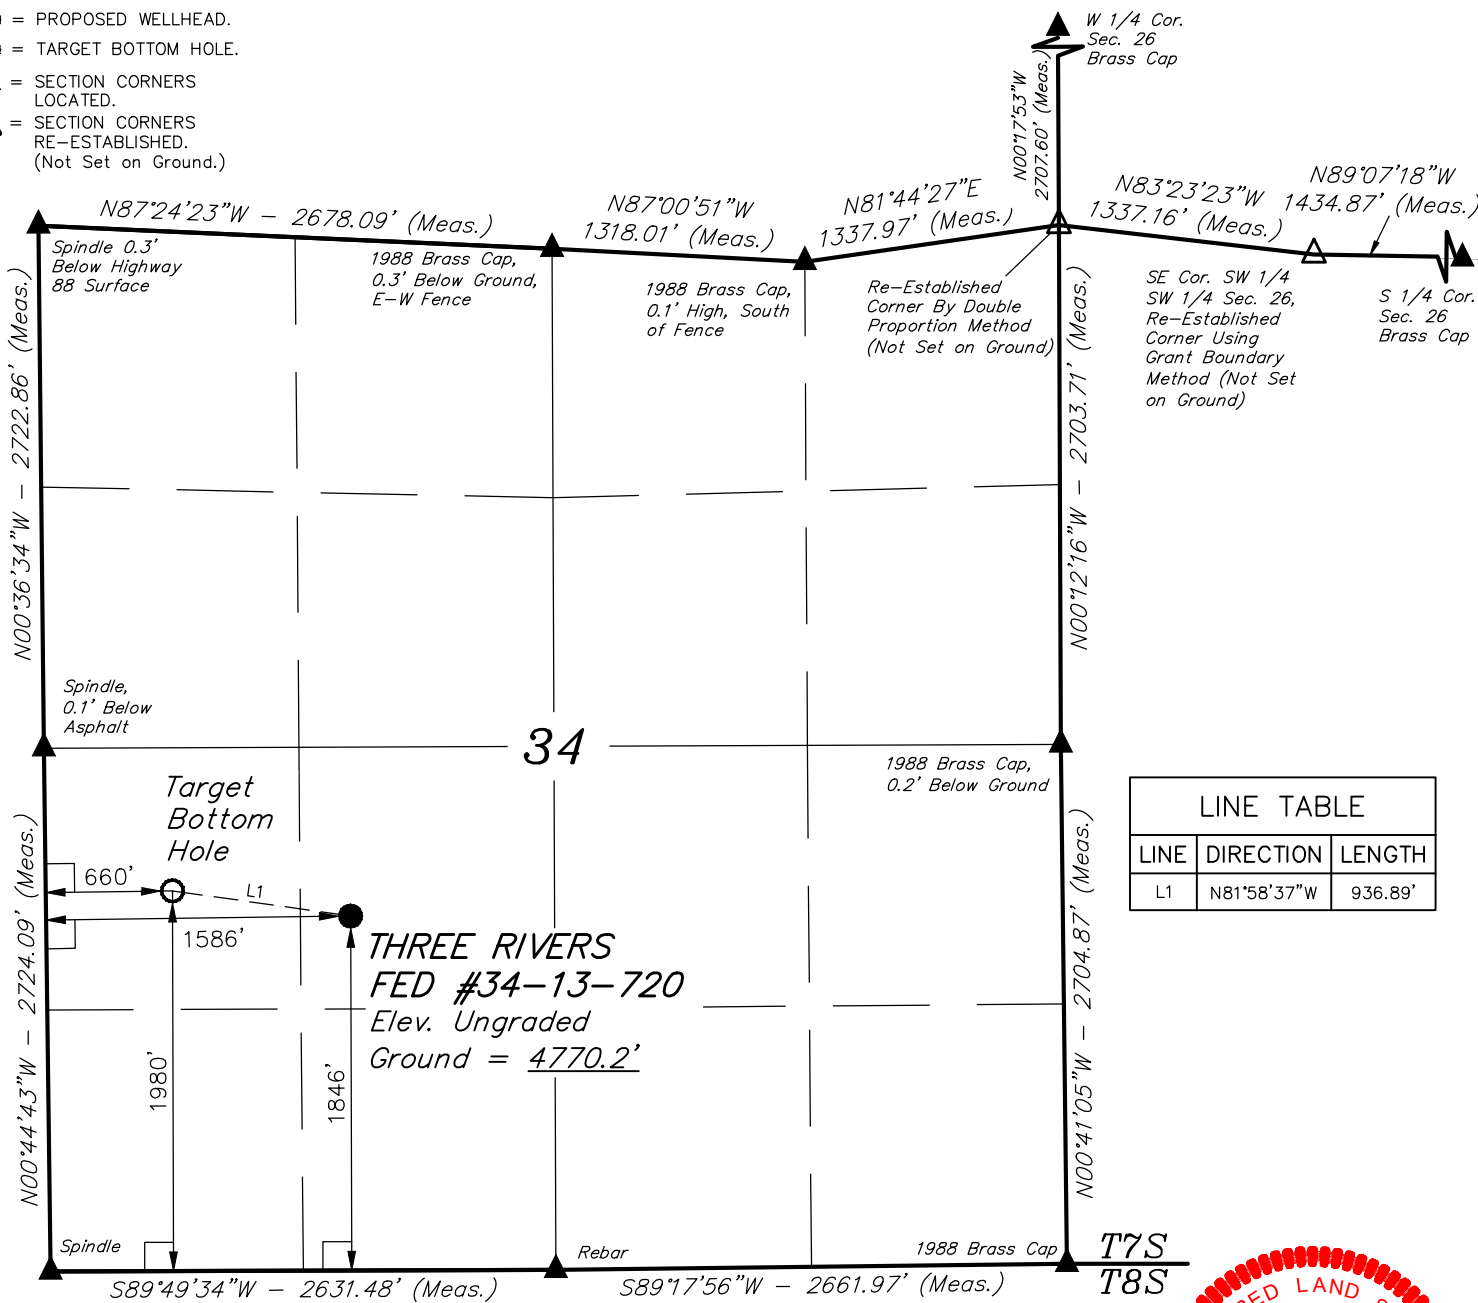 = PROPOSED WELLHEAD.
= TARGET BOTTOM HOLE.
= SECTION CORNERS
LOCATED.
= SECTION CORNERS
RE-ESTABLISHED.
(Not Set on Ground.)
W 1/4 Cor.
Sec. 26
Brass Cap
N00°17'53"W
2707.60' (Meas.)
N87°24'23"W - 2678.09' (Meas.)
N87°00'51"W
1318.01' (Meas.)
N81°44'27"E
1337.97' (Meas.)
N83°23'23"W
1337.16' (Meas.)
N89°07'18"W
1434.87' (Meas.)
Spindle 0.3'
Below Highway
88 Surface
1988 Brass Cap,
0.3' Below Ground,
E-W Fence
1988 Brass Cap,
0.1' High, South
of Fence
Re-Established
Corner By Double
Proportion Method
(Not Set on Ground)
SE Cor. SW 1/4
SW 1/4 Sec. 26,
Re-Established
Corner Using
Grant Boundary
Method (Not Set
on Ground)
S 1/4 Cor.
Sec. 26
Brass Cap
N00°36'34"W - 2722.86' (Meas.)
N00°12'16"W - 2703.71' (Meas.)
Spindle,
0.1' Below
Asphalt
34
1988 Brass Cap,
0.2' Below Ground
Target
Bottom
Hole
660'
L1
1586'
THREE RIVERS
FED #34-13-720
Elev. Ungraded
Ground = 4770.2'
1980'
1846'
N00°44'43"W - 2724.09' (Meas.)
N00°41'05"W - 2704.87' (Meas.)
LINE TABLE
LINE DIRECTION LENGTH
L1 N81°58'37"W 936.89'
Spindle
Rebar
1988 Brass Cap
T7S
T8S
S89°49'34"W - 2631.48' (Meas.)
S89°17'56"W - 2661.97' (Meas.)
LAND